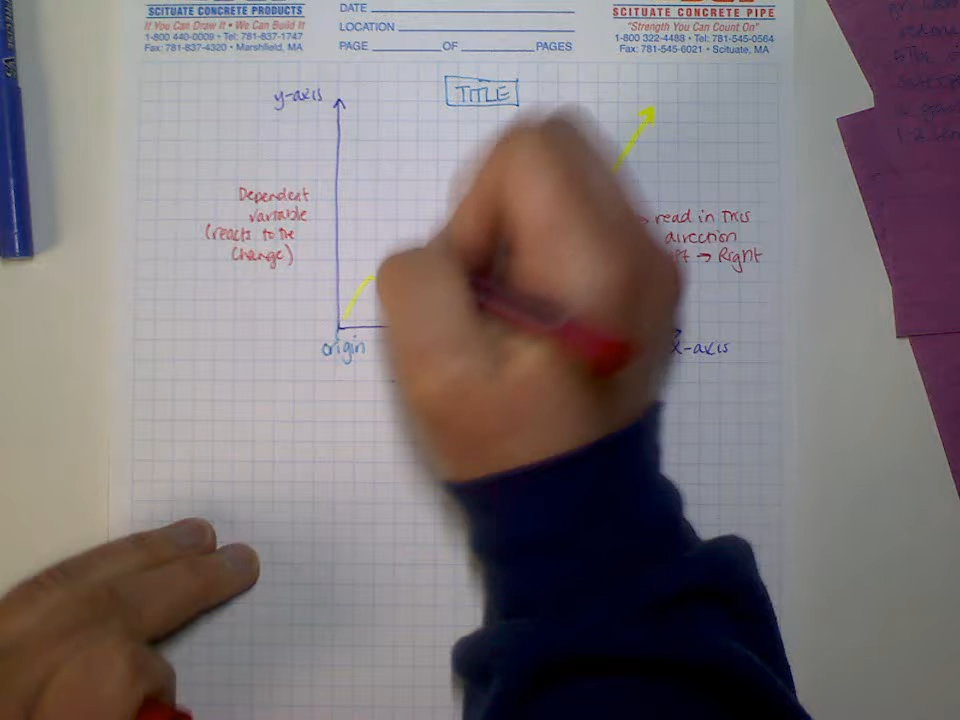 SCITUATE CONCRETE PRODUCTS
If You Can Draw It • We Can Build It
1-800 440-0009 • Tel: 781-837-1747
Fax: 781-837-4320 • Marshfield, MA
DATE
LOCATION
PAGE OF PAGES
SCITUATE CONCRETE PIPE
"Strength You Can Count On"
1-800 322-4488 • Tel: 781-545-0564
Fax: 781-545-6021 • Scituate, MA
y-axis
TITLE
Dependent
variable
(reacts to the
change)
read in this
direction
→ Right
origin
x-axis